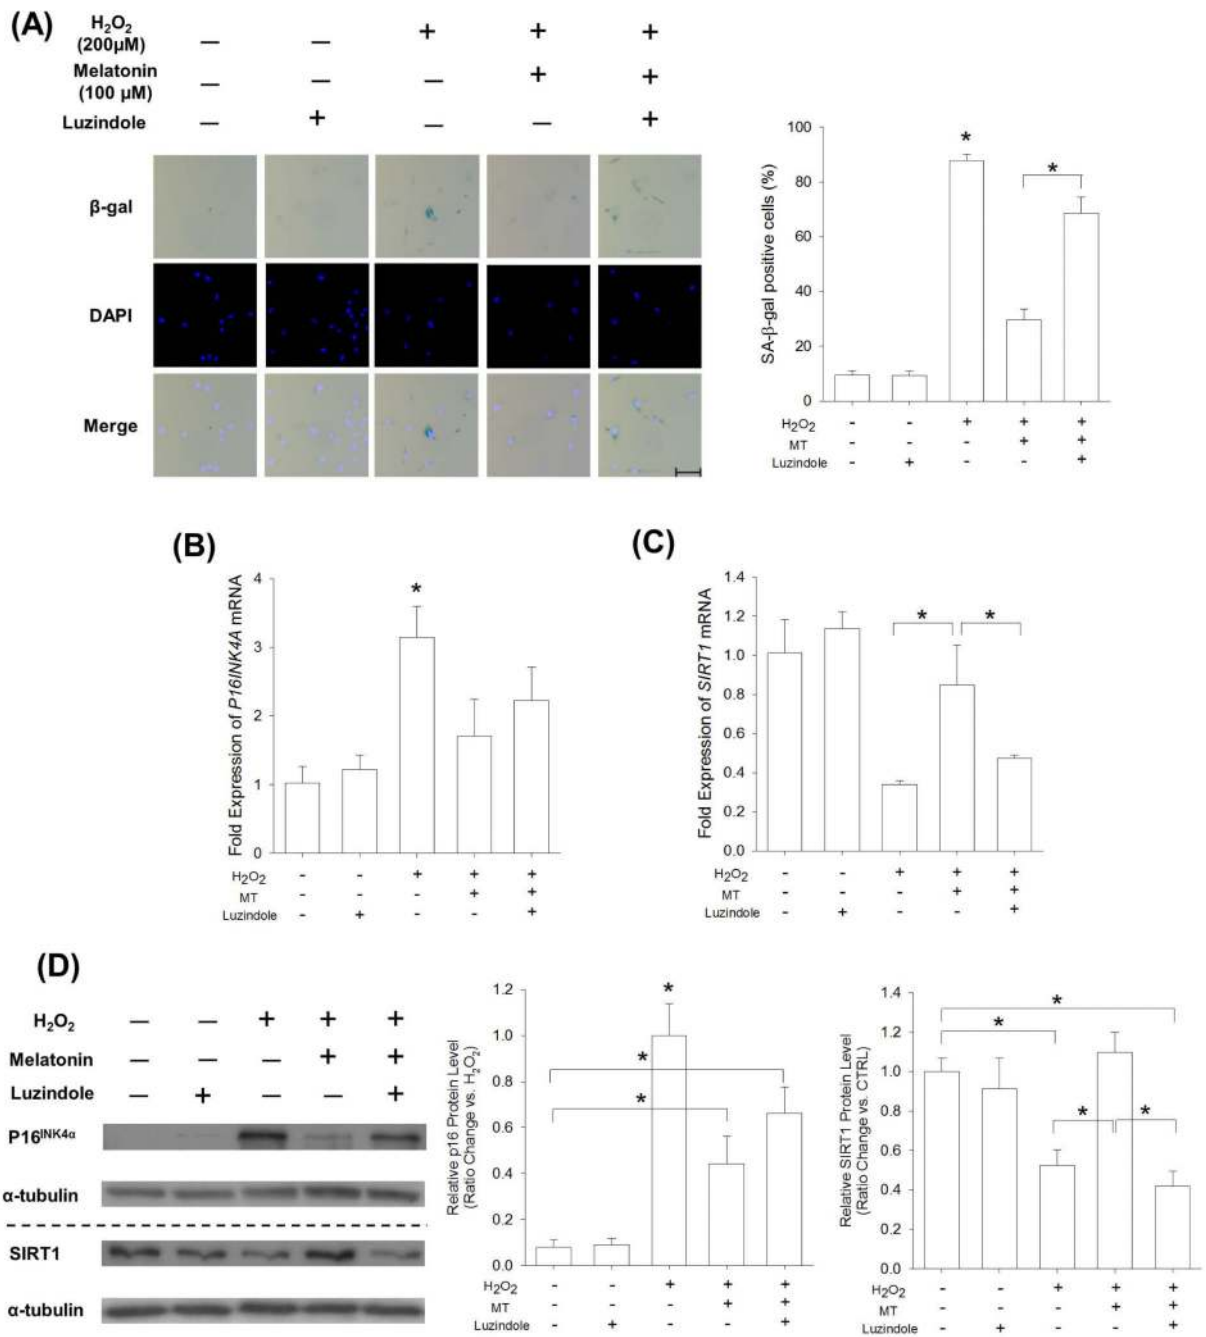 (A)
H₂O₂ — — + + +
(200μM)
Melatonin — — — + +
(100 μM)
Luzindole — + — — +
β-gal
DAPI
Merge
SA-β-gal positive cells (%)
100
80
60
40
20
0
*
*
H₂O₂ - - + + +
MT - - - + +
Luzindole - + - - +
(B)
Fold Expression of P16INK4A mRNA
4
3
2
1
0
*
H₂O₂ - - + + +
MT - - - + +
Luzindole - + - - +
(C)
Fold Expression of SIRT1 mRNA
1.4
1.2
1.0
0.8
0.6
0.4
0.2
0.0
* *
H₂O₂ - - + + +
MT - - - + +
Luzindole - + - - +
(D)
H₂O₂ — — + + +
Melatonin — — — + +
Luzindole — + — — +
P16ᴵᴺᴷ⁴ᵅ
α-tubulin
SIRT1
α-tubulin
Relative p16 Protein Level
(Ratio Change vs. H₂O₂)
1.2
1.0
0.8
0.6
0.4
0.2
0.0
*
*
*
H₂O₂ - - + + +
MT - - - + +
Luzindole - + - - +
Relative SIRT1 Protein Level
(Ratio Change vs. CTRL)
1.4
1.2
1.0
0.8
0.6
0.4
0.2
0.0
*
*
* *
H₂O₂ - - + + +
MT - - - + +
Luzindole - + - - +